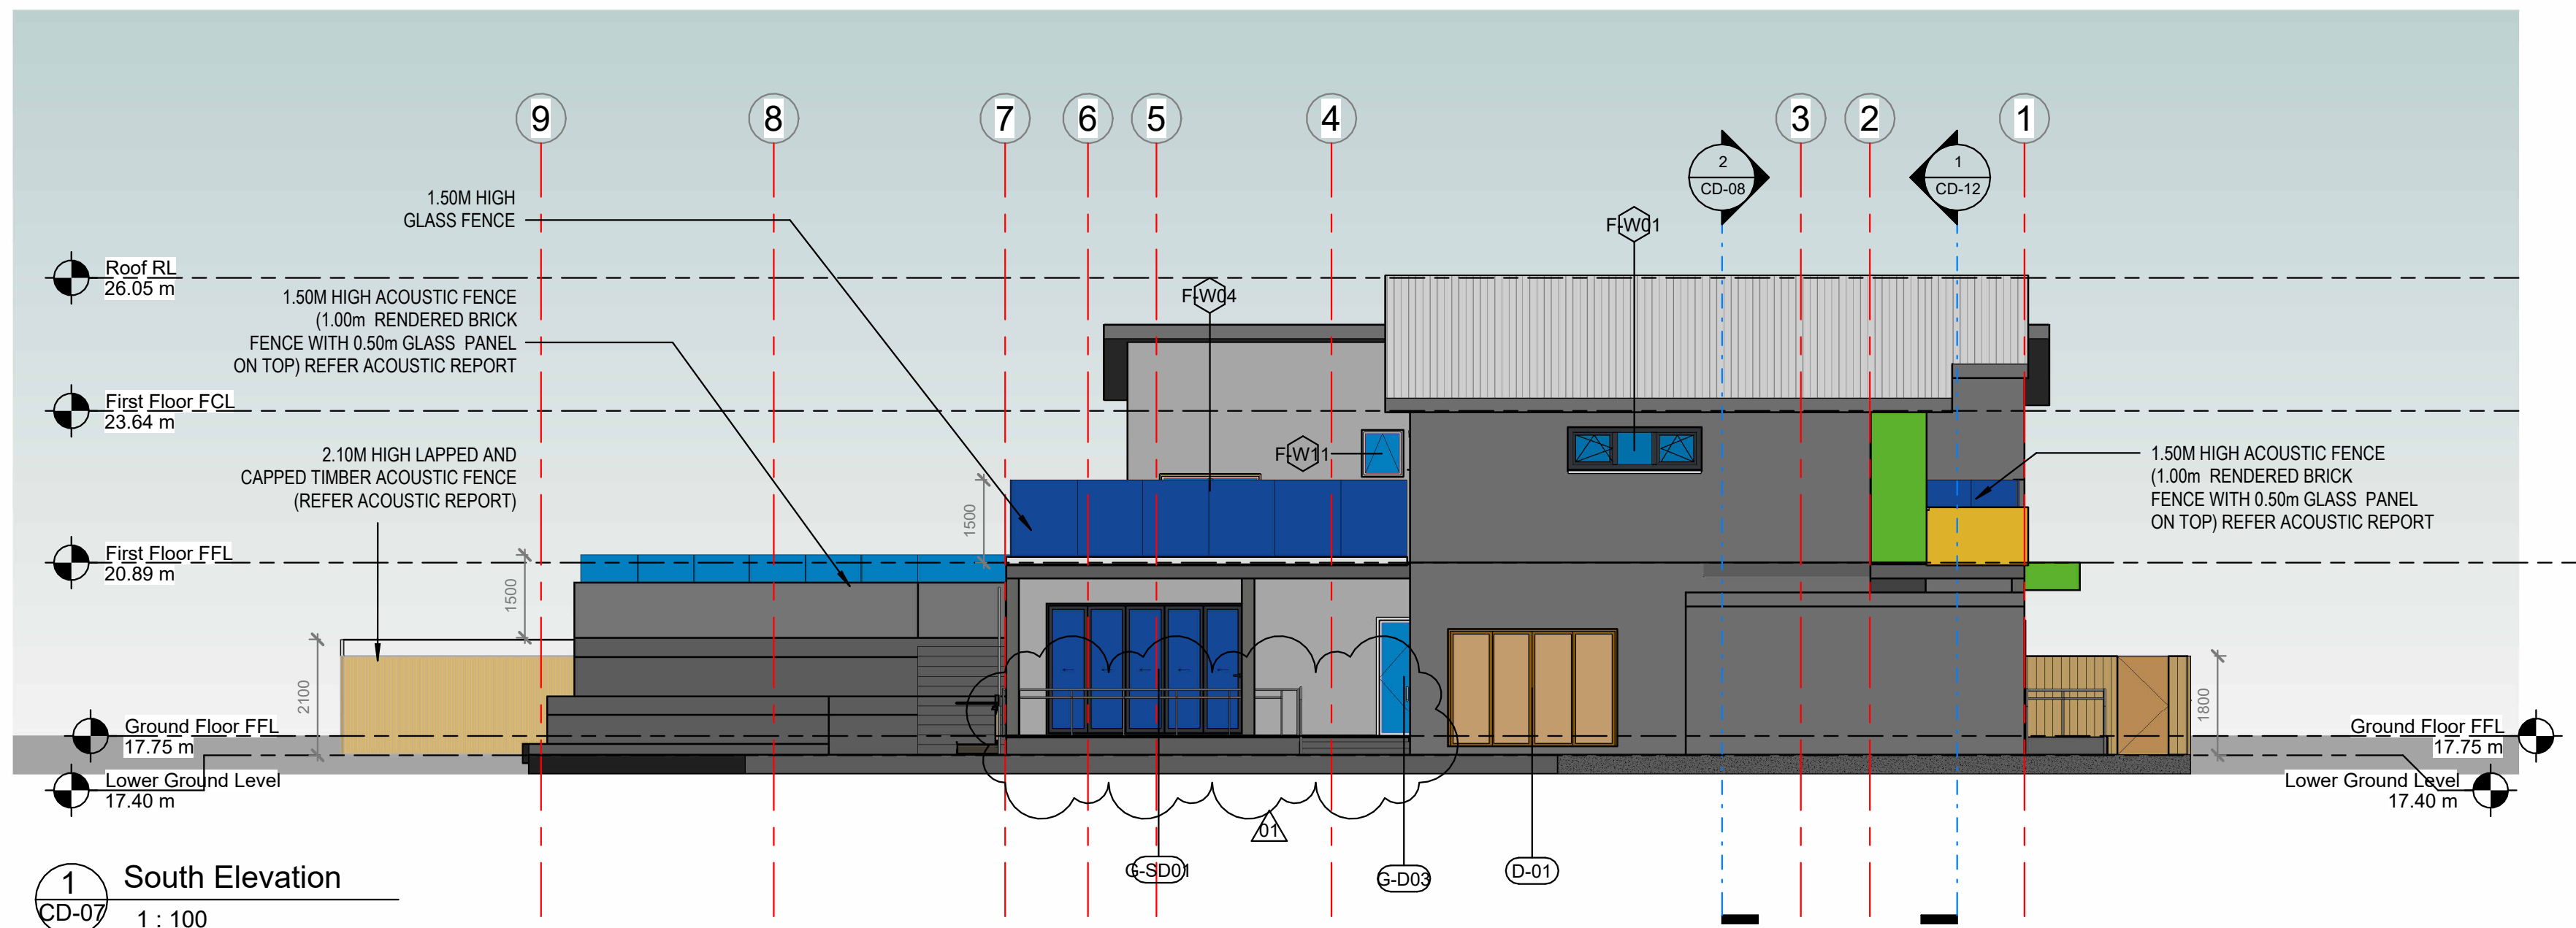 9
8
7
6
5
4
3
2
1
2
CD-08
1
CD-12
1.50M HIGH
GLASS FENCE
F-W01
Roof RL
26.05 m
F-W04
1.50M HIGH ACOUSTIC FENCE
(1.00m RENDERED BRICK
FENCE WITH 0.50m GLASS PANEL
ON TOP) REFER ACOUSTIC REPORT
First Floor FCL
23.64 m
F-W11
2.10M HIGH LAPPED AND
CAPPED TIMBER ACOUSTIC FENCE
(REFER ACOUSTIC REPORT)
1.50M HIGH ACOUSTIC FENCE
(1.00m RENDERED BRICK
FENCE WITH 0.50m GLASS PANEL
ON TOP) REFER ACOUSTIC REPORT
1500
First Floor FFL
20.89 m
1500
2100
1800
Ground Floor FFL
17.75 m
Ground Floor FFL
17.75 m
Lower Ground Level
17.40 m
Lower Ground Level
17.40 m
01
G-SD01
G-D03
D-01
1
CD-07
South Elevation
1 : 100